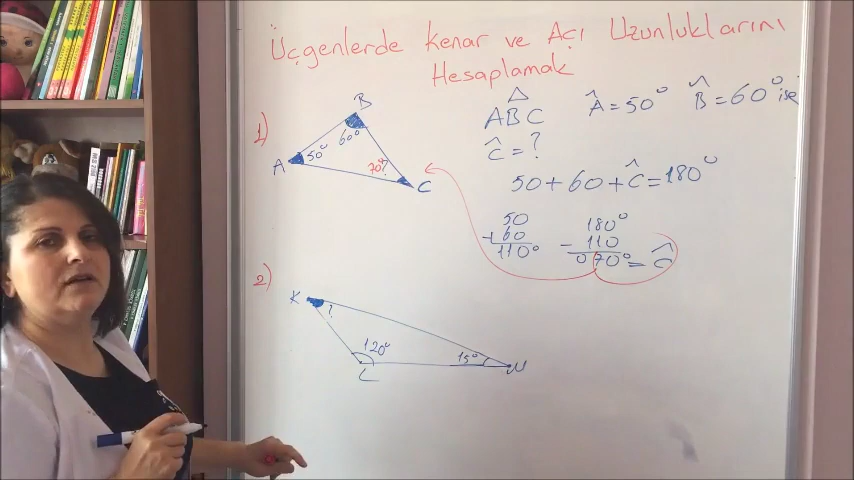 Üçgenlerde Kenar ve Açı Uzunluklarını
Hesaplamak
1)
B
60°
A
50°
70°?
C
ABC Â=50° B̂=60° ise
Ĉ=?
50+60+Ĉ=180°
50
+ 60
110°
180°
- 110
070°=Ĉ
2)
K
?
120°
15°
L
M